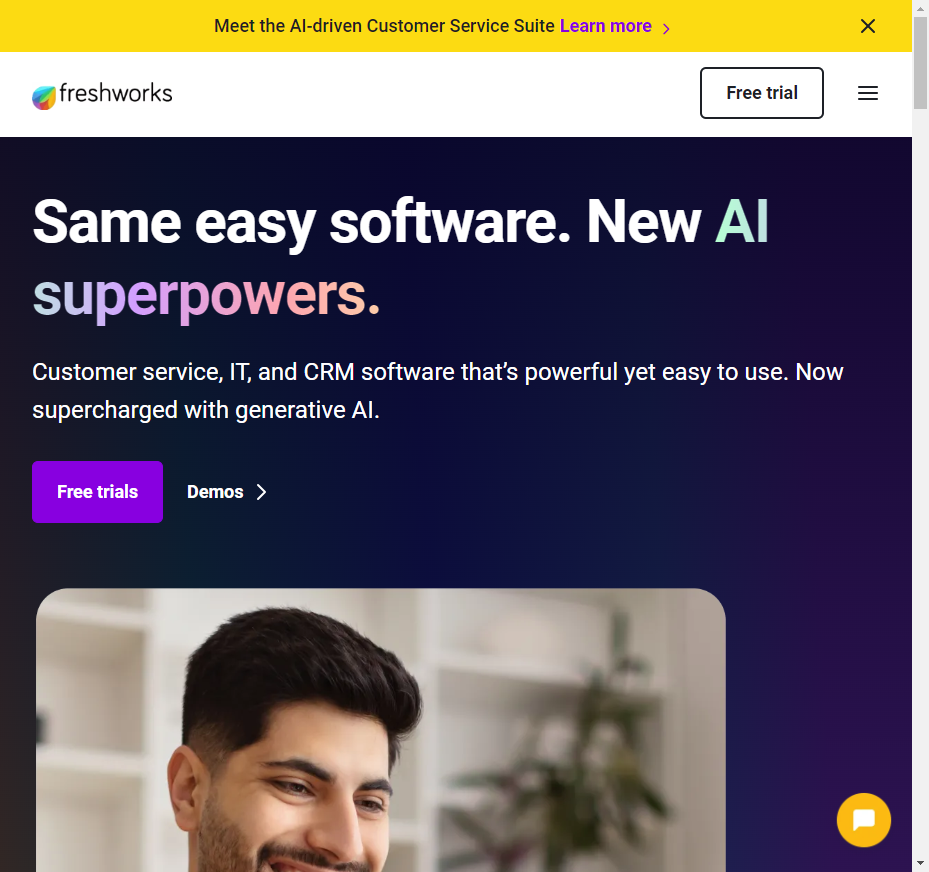 Meet the AI-driven Customer Service Suite Learn more
freshworks
Free trial
Same easy software. New AI
superpowers.
Customer service, IT, and CRM software that’s powerful yet easy to use. Now
supercharged with generative AI.
Free trials
Demos